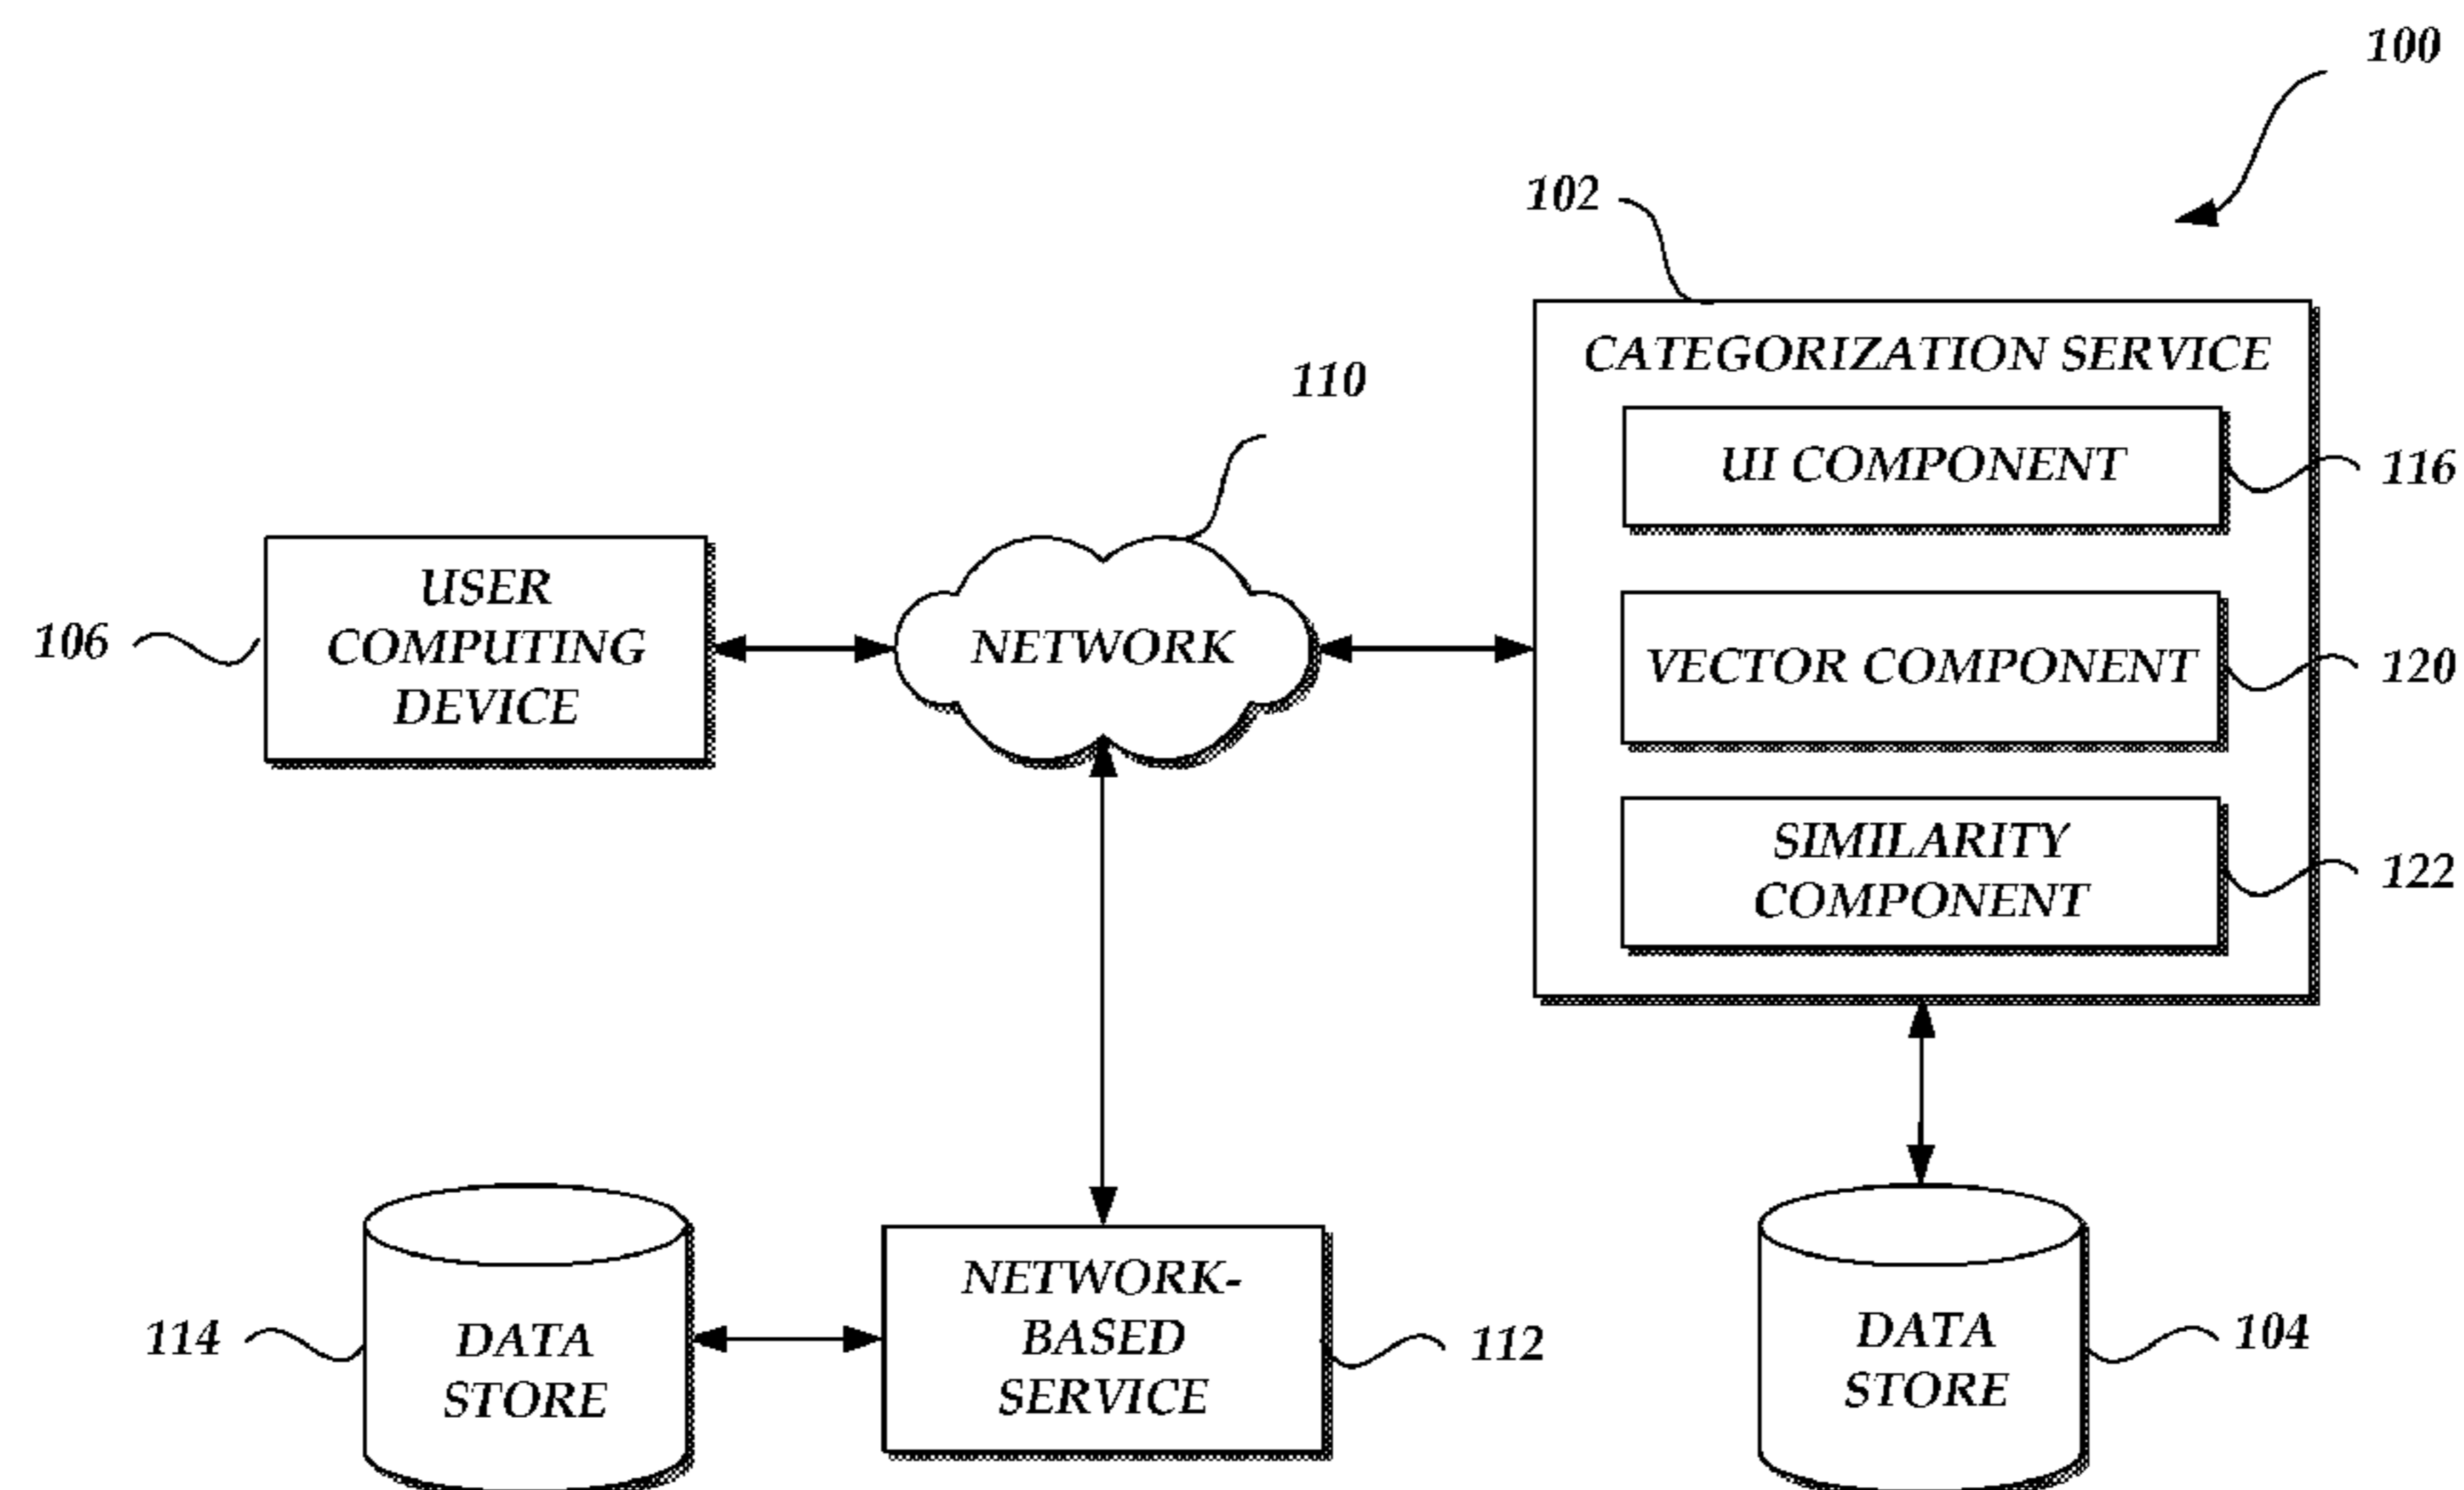 100
102
CATEGORIZATION SERVICE
110
UI COMPONENT
116
USER
COMPUTING
DEVICE
106
NETWORK
VECTOR COMPONENT
120
SIMILARITY
COMPONENT
122
114
DATA
STORE
NETWORK-
BASED
SERVICE
112
DATA
STORE
104